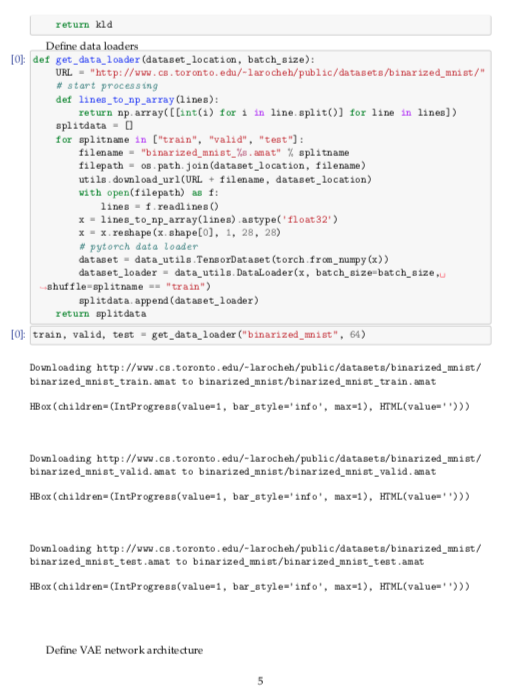 return kld
Define data loaders
[0]: def get_data_loader(dataset_location, batch_size):
URL = "http://www.cs.toronto.edu/~larocheh/public/datasets/binarized_mnist/"
# start processing
def lines_to_np_array(lines):
return np.array([[int(i) for i in line.split()] for line in lines])
splitdata = []
for splitname in ["train", "valid", "test"]:
filename = "binarized_mnist_%s.amat" % splitname
filepath = os.path.join(dataset_location, filename)
utils.download_url(URL + filename, dataset_location)
with open(filepath) as f:
lines = f.readlines()
x = lines_to_np_array(lines).astype('float32')
x = x.reshape(x.shape[0], 1, 28, 28)
# pytorch data loader
dataset = data_utils.TensorDataset(torch.from_numpy(x))
dataset_loader = data_utils.DataLoader(x, batch_size=batch_size,␣
↪shuffle=splitname == "train")
splitdata.append(dataset_loader)
return splitdata
[0]: train, valid, test = get_data_loader("binarized_mnist", 64)
Downloading http://www.cs.toronto.edu/~larocheh/public/datasets/binarized_mnist/
binarized_mnist_train.amat to binarized_mnist/binarized_mnist_train.amat
HBox(children=(IntProgress(value=1, bar_style='info', max=1), HTML(value='')))
Downloading http://www.cs.toronto.edu/~larocheh/public/datasets/binarized_mnist/
binarized_mnist_valid.amat to binarized_mnist/binarized_mnist_valid.amat
HBox(children=(IntProgress(value=1, bar_style='info', max=1), HTML(value='')))
Downloading http://www.cs.toronto.edu/~larocheh/public/datasets/binarized_mnist/
binarized_mnist_test.amat to binarized_mnist/binarized_mnist_test.amat
HBox(children=(IntProgress(value=1, bar_style='info', max=1), HTML(value='')))
Define VAE network architecture
5